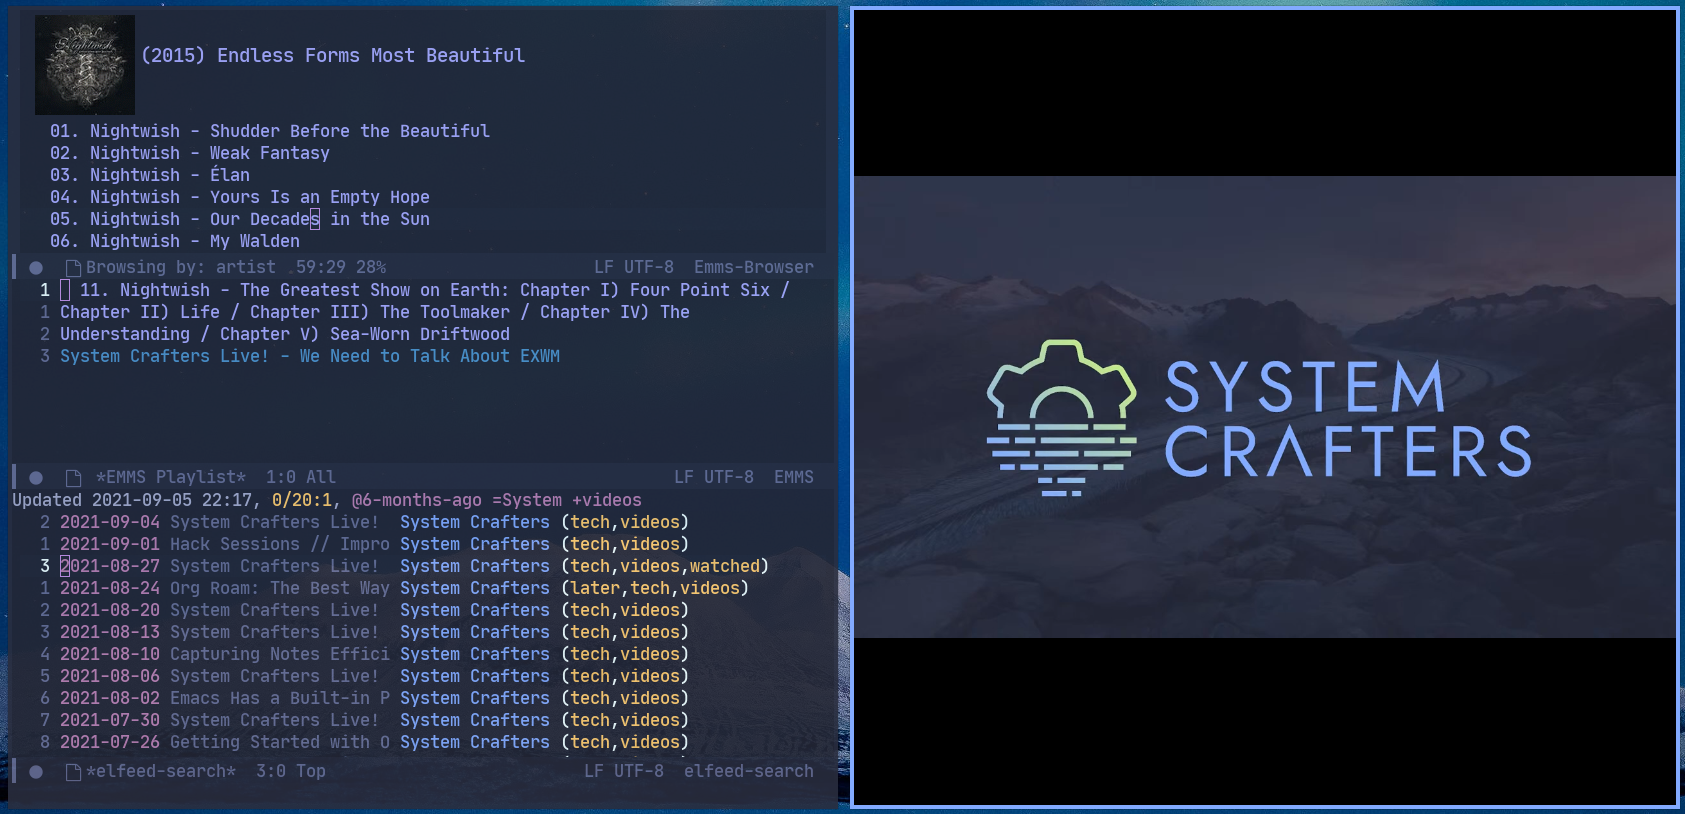 Nightwish
(2015) Endless Forms Most Beautiful
01. Nightwish - Shudder Before the Beautiful
02. Nightwish - Weak Fantasy
03. Nightwish - Élan
04. Nightwish - Yours Is an Empty Hope
05. Nightwish - Our Decades in the Sun
06. Nightwish - My Walden
Browsing by: artist .59:29 28% LF UTF-8 Emms-Browser
1 11. Nightwish - The Greatest Show on Earth: Chapter I) Four Point Six /
1 Chapter II) Life / Chapter III) The Toolmaker / Chapter IV) The
2 Understanding / Chapter V) Sea-Worn Driftwood
3 System Crafters Live! - We Need to Talk About EXWM
*EMMS Playlist* 1:0 All LF UTF-8 EMMS
Updated 2021-09-05 22:17, 0/20:1, @6-months-ago =System +videos
2 2021-09-04 System Crafters Live! System Crafters (tech,videos)
1 2021-09-01 Hack Sessions // Impro System Crafters (tech,videos)
3 2021-08-27 System Crafters Live! System Crafters (tech,videos,watched)
1 2021-08-24 Org Roam: The Best Way System Crafters (later,tech,videos)
2 2021-08-20 System Crafters Live! System Crafters (tech,videos)
3 2021-08-13 System Crafters Live! System Crafters (tech,videos)
4 2021-08-10 Capturing Notes Effici System Crafters (tech,videos)
5 2021-08-06 System Crafters Live! System Crafters (tech,videos)
6 2021-08-02 Emacs Has a Built-in P System Crafters (tech,videos)
7 2021-07-30 System Crafters Live! System Crafters (tech,videos)
8 2021-07-26 Getting Started with O System Crafters (tech,videos)
*elfeed-search* 3:0 Top LF UTF-8 elfeed-search
SYSTEM
CRAFTERS